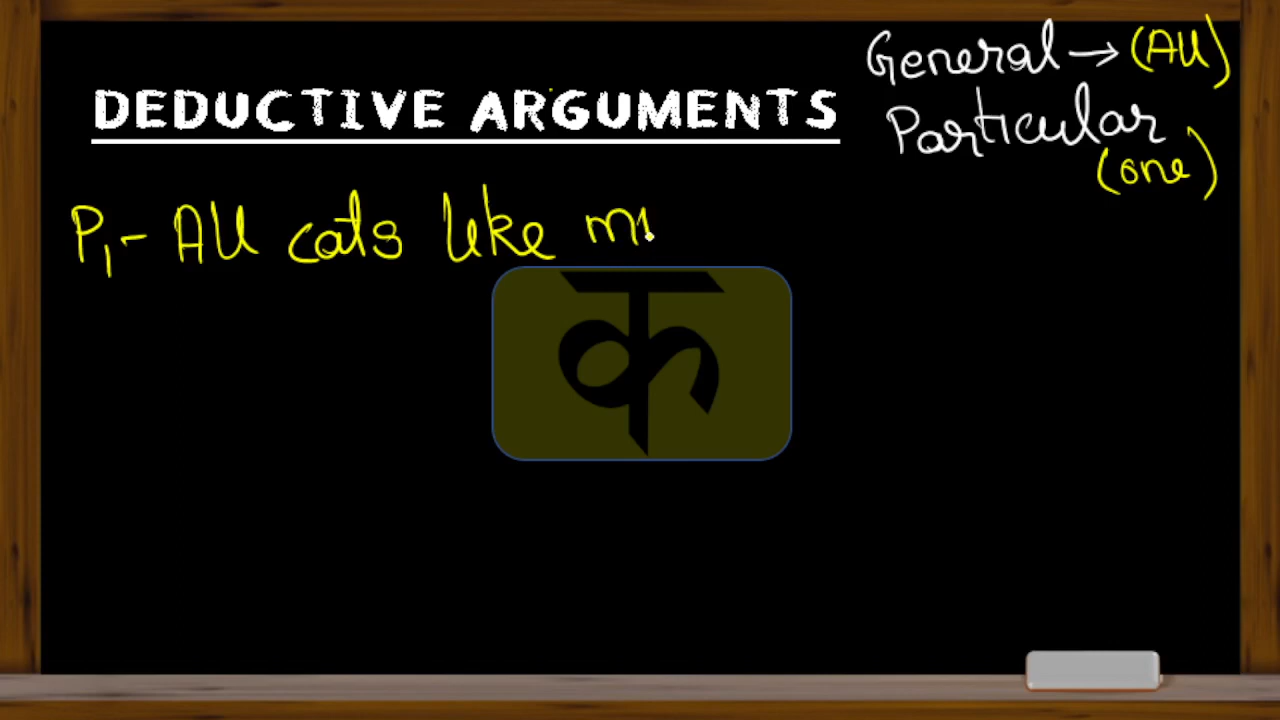 DEDUCTIVE ARGUMENTS
General → (All)
Particular
(one)
P₁ - All cats like
क